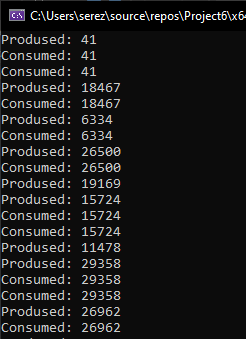 C:\Users\serez\source\repos\Project6\x64
Prodused: 41
Consumed: 41
Consumed: 41
Prodused: 18467
Consumed: 18467
Prodused: 6334
Consumed: 6334
Prodused: 26500
Consumed: 26500
Prodused: 19169
Prodused: 15724
Consumed: 15724
Consumed: 15724
Prodused: 11478
Prodused: 29358
Consumed: 29358
Consumed: 29358
Prodused: 26962
Consumed: 26962